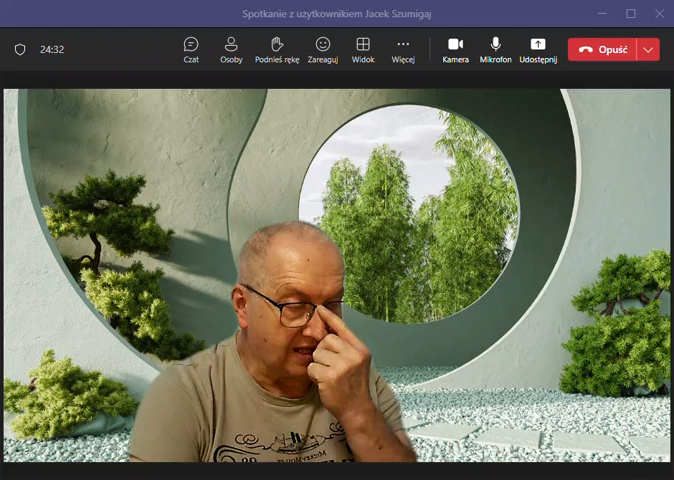 Spotkanie z użytkownikiem Jacek Szumigaj
24:32
Czat
Osoby
Podnieś rękę
Zareaguj
Widok
Więcej
Kamera
Mikrofon
Udostępnij
Opuść